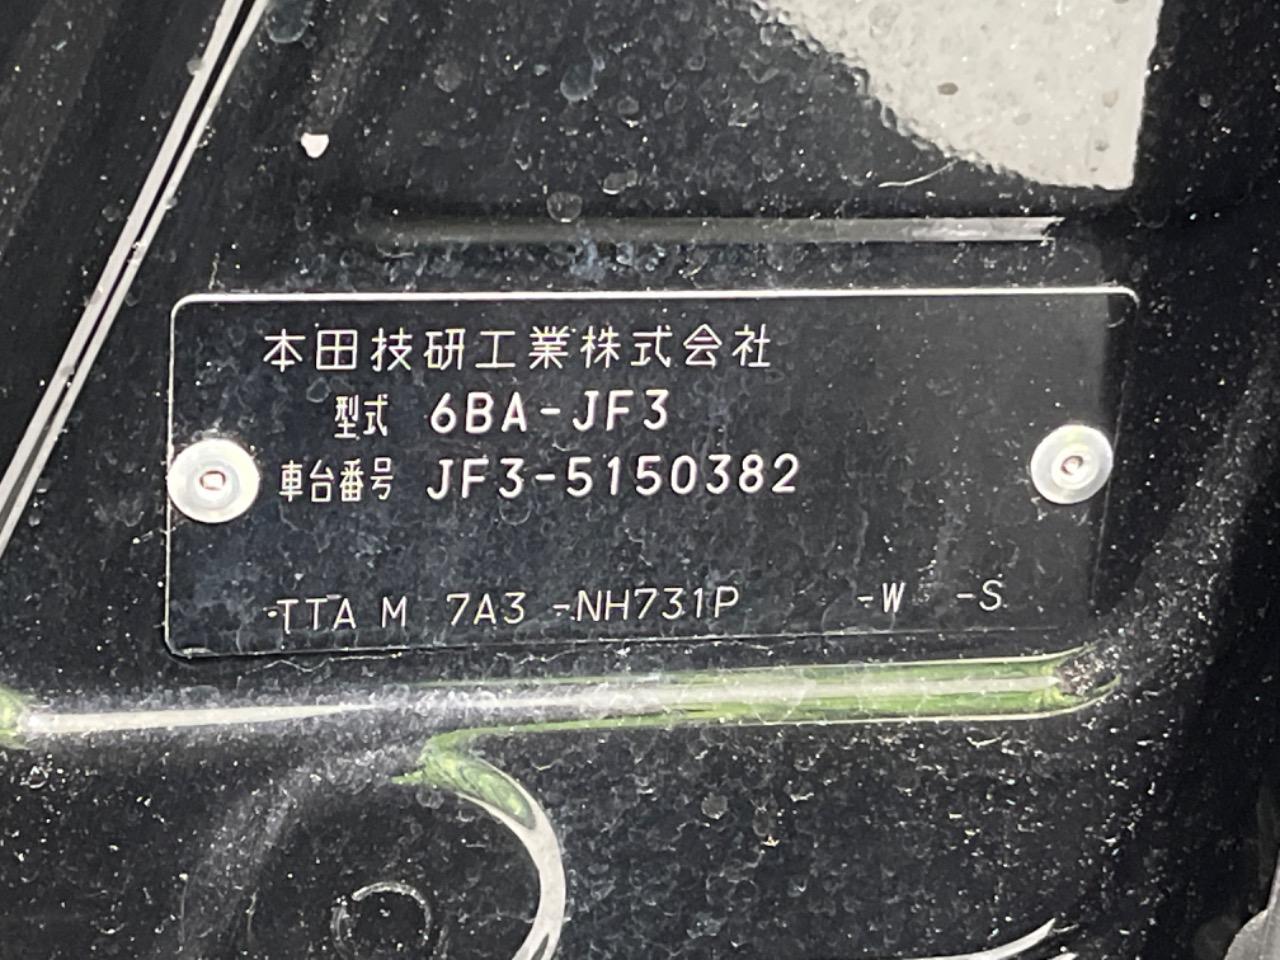 本田技研工業株式会社
型式 6BA-JF3
車台番号 JF3-5150382
-TTA M 7A3 -NH731P -W -S